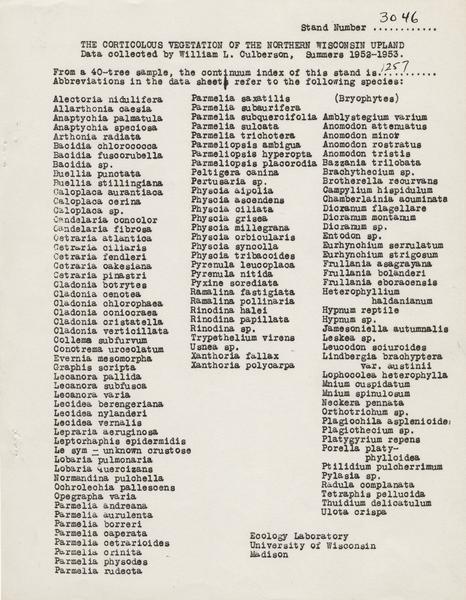 Stand Number 3046
THE CORTICOLOUS VEGETATION OF THE NORTHERN WISCONSIN UPLAND
Data collected by William L. Culberson, Summers 1952-1953.
From a 40-tree sample, the continuum index of this stand is 1257
Abbreviations in the data sheet refer to the following species:
Alectoria nidulifera
Allarthonia caesia
Anaptychia palmatula
Anaptychia speciosa
Arthonia radiata
Bacidia chlorococca
Bacidia fuscorubella
Bacidia sp.
Buellia punctata
Buellia stillingiana
Caloplaca aurantiaca
Caloplaca cerina
Caloplaca sp.
Candelaria concolor
Candelaria fibrosa
Cetraria atlantica
Cetraria ciliaris
Cetraria fendleri
Cetraria oakesiana
Cetraria pinastri
Cladonia botrytes
Cladonia cenotea
Cladonia chlorophaea
Cladonia coniocraea
Cladonia cristatella
Cladonia verticillata
Collema subfurvum
Conotrema urceolatum
Evernia mesomorpha
Graphis scripta
Lecanora pallida
Lecanora subfusca
Lecanora varia
Lecidea berengeriana
Lecidea nylanderi
Lecidea vernalis
Lepraria aeruginosa
Leptorhaphis epidermidis
Le sym - unknown crustose
Lobaria pulmonaria
Lobaria quercizans
Normandina pulchella
Ochrolechia pallescens
Opegrapha varia
Parmelia andreana
Parmelia aurulenta
Parmelia borreri
Parmelia caperata
Parmelia cetrarioides
Parmelia crinita
Parmelia physodes
Parmelia rudecta
Parmelia saxatilis
Parmelia subaurifera
Parmelia subquercifolia
Parmelia sulcata
Parmelia trichotera
Parmeliopsis ambigua
Parmeliopsis hyperopta
Parmeliopsis placorodia
Peltigera canina
Pertusaria sp.
Physcia aipolia
Physcia ascendens
Physcia ciliata
Physcia grisea
Physcia millegrana
Physcia orbicularis
Physcia syncolla
Physcia tribacoides
Pyrenula leucoplaca
Pyrenula nitida
Pyxine sorediata
Ramalina fastigiata
Ramalina pollinaria
Rinodina halei
Rinodina papillata
Rinodina sp.
Trypethelium virens
Usnea sp.
Xanthoria fallax
Xanthoria polycarpa
(Bryophytes)
Amblystegium varium
Anomodon attenuatus
Anomodon minor
Anomodon rostratus
Anomodon tristis
Bazzania trilobata
Brachythecium sp.
Brotherella recurvans
Campylium hispidulum
Chamberlainia acuminata
Dicranum flagellare
Dicranum montanum
Dicranum sp.
Entodon sp.
Eurhynchium serrulatum
Eurhynchium strigosum
Frullania asagrayana
Frullania bolanderi
Frullania eboracensis
Heterophyllium
haldanianum
Hypnum reptile
Hypnum sp.
Jamesoniella autumnalis
Leskea sp.
Leucodon sciuroides
Lindbergia brachyptera
var. austinii
Lophocolea heterophylla
Mnium cuspidatum
Mnium spinulosum
Neckera pennata
Orthotrichum sp.
Plagiochila asplenioides
Plagiothecium sp.
Platygyrium repens
Porella platy-
phylloidea
Ptilidium pulcherrimum
Pylasia sp.
Radula complanata
Tetraphis pellucida
Thuidium delicatulum
Ulota crispa
Ecology Laboratory
University of Wisconsin
Madison